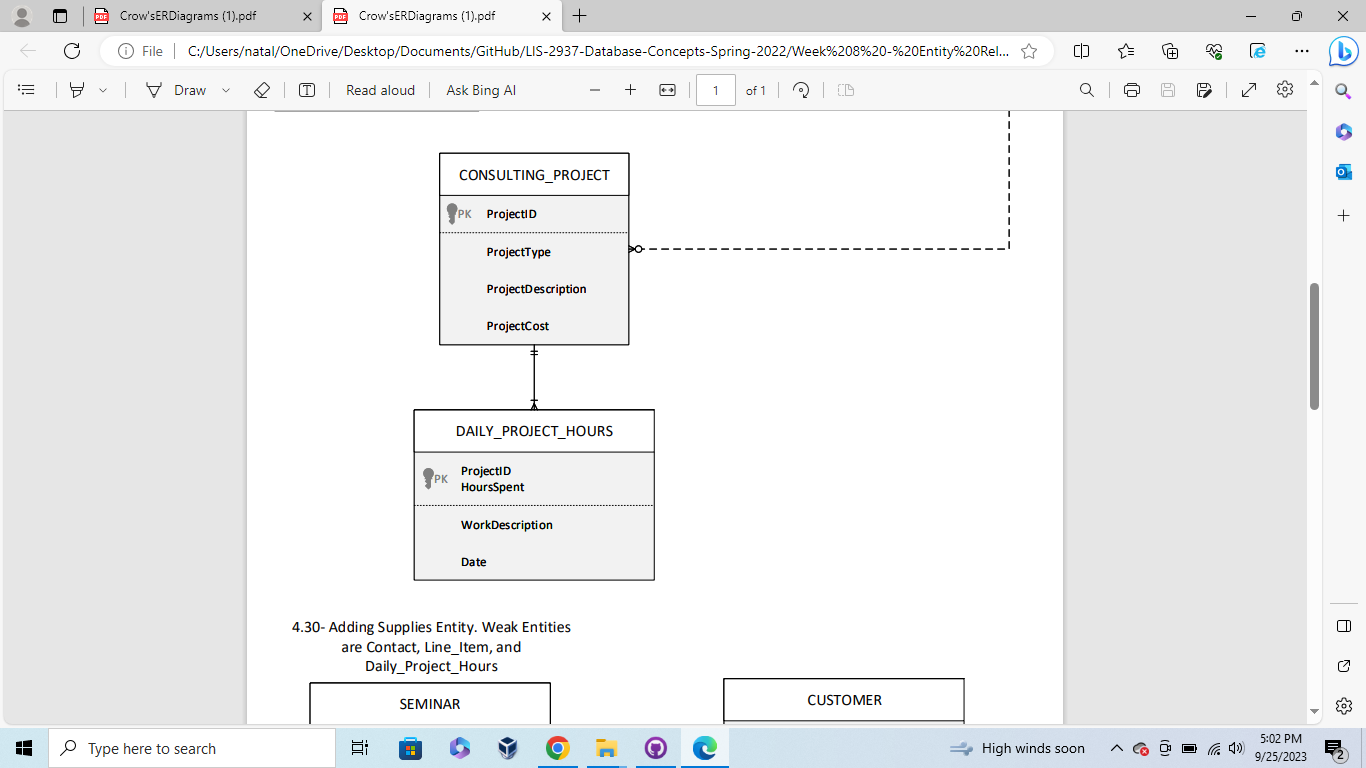 Crow'sERDiagrams (1).pdf
Crow'sERDiagrams (1).pdf
File
C:/Users/natal/OneDrive/Desktop/Documents/GitHub/LIS-2937-Database-Concepts-Spring-2022/Week%208%20-%20Entity%20Rel...
Draw
Read aloud
Ask Bing AI
1
of 1
CONSULTING_PROJECT
PK ProjectID
ProjectType
ProjectDescription
ProjectCost
DAILY_PROJECT_HOURS
PK
ProjectID
HoursSpent
WorkDescription
Date
4.30- Adding Supplies Entity. Weak Entities
are Contact, Line_Item, and
Daily_Project_Hours
SEMINAR
CUSTOMER
Type here to search
High winds soon
5:02 PM
9/25/2023
2